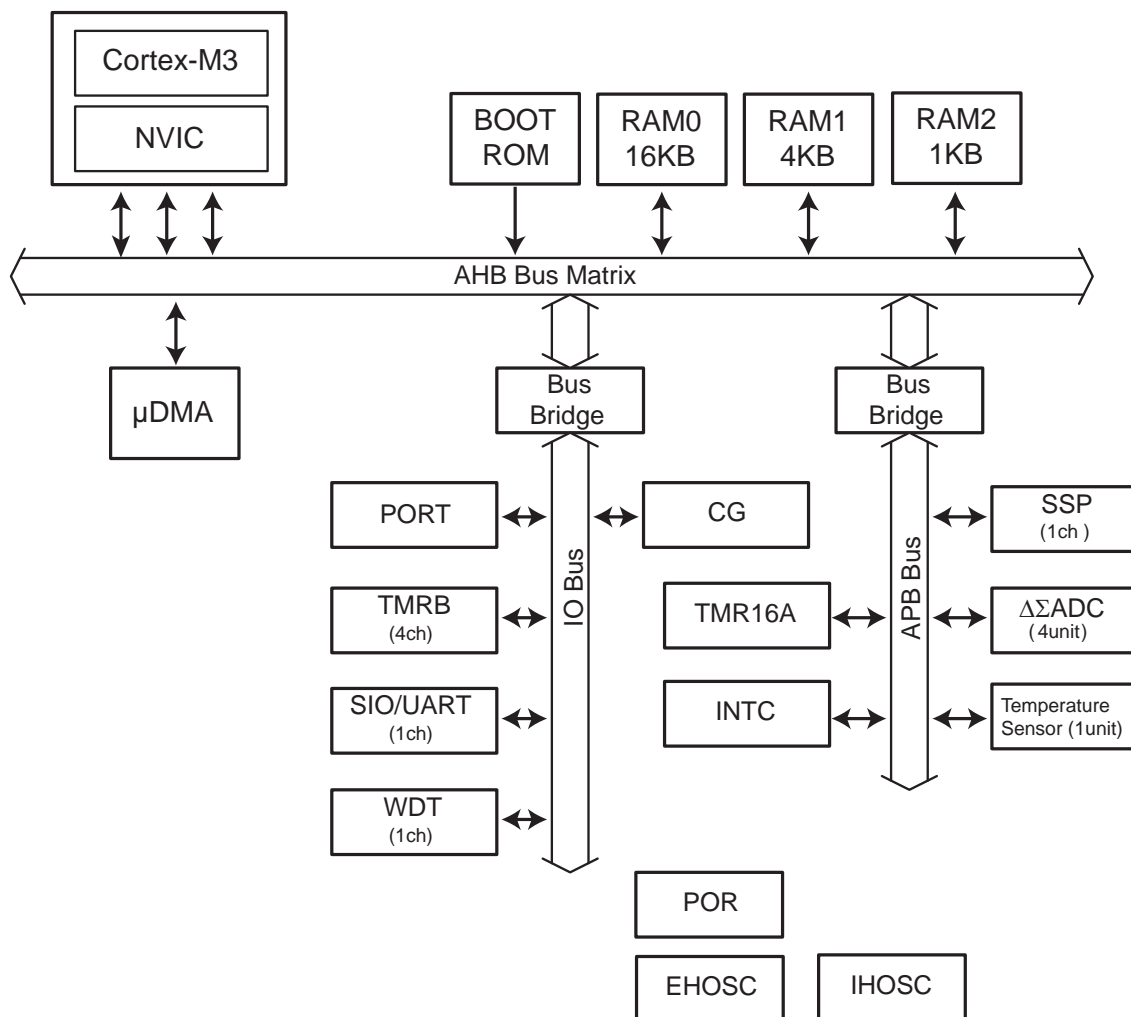 Cortex-M3
NVIC
BOOT
ROM
RAM0
16KB
RAM1
4KB
RAM2
1KB
AHB Bus Matrix
µDMA
Bus
Bridge
Bus
Bridge
PORT
CG
SSP
(1ch )
IO Bus
APB Bus
TMRB
(4ch)
TMR16A
ΔΣADC
( 4unit)
SIO/UART
(1ch)
INTC
Temperature
Sensor (1unit)
WDT
(1ch)
POR
EHOSC
IHOSC